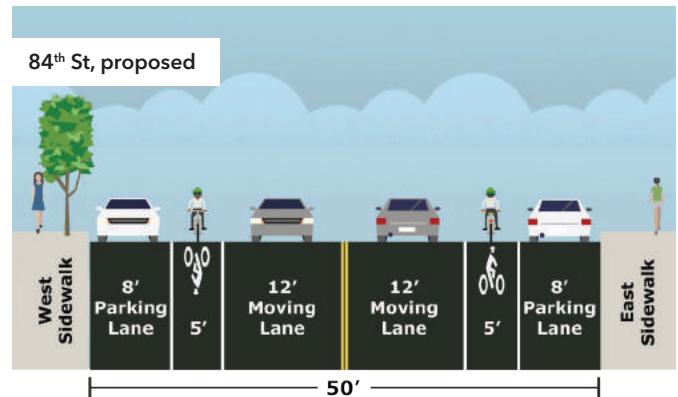 84th St, proposed
West
Sidewalk
8’
Parking
Lane
5’
12’
Moving
Lane
12’
Moving
Lane
5’
8’
Parking
Lane
East
Sidewalk
50’